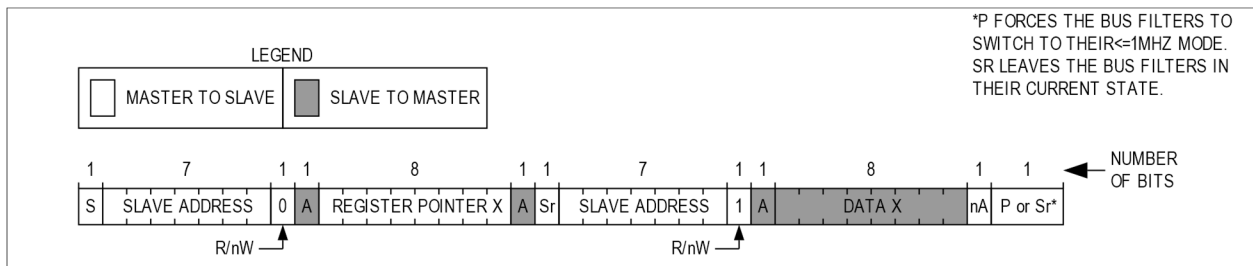 *P FORCES THE BUS FILTERS TO
SWITCH TO THEIR<=1MHZ MODE.
SR LEAVES THE BUS FILTERS IN
THEIR CURRENT STATE.
LEGEND
MASTER TO SLAVE SLAVE TO MASTER
1 7 1 1 8 1 1 7 1 1 8 1 1 NUMBER
OF BITS
S SLAVE ADDRESS 0 A REGISTER POINTER X A Sr SLAVE ADDRESS 1 A DATA X nA P or Sr*
R/nW R/nW